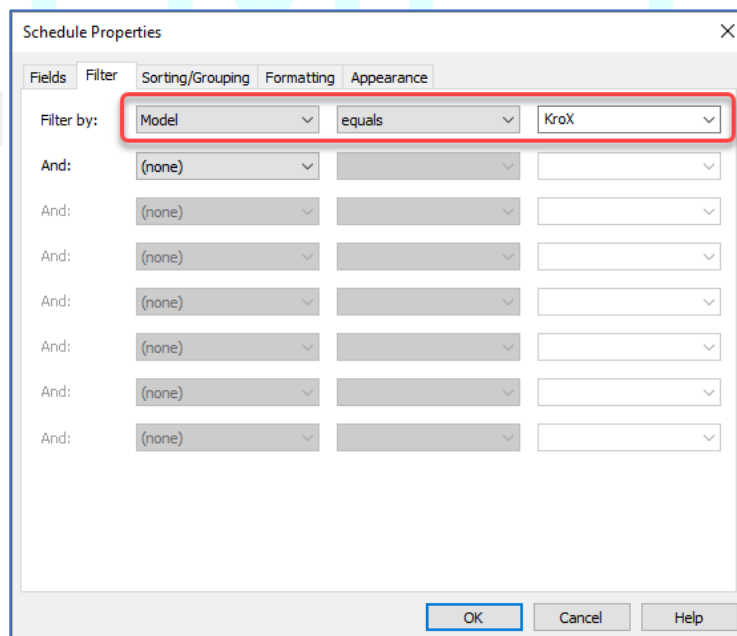 Schedule Properties
Fields Filter Sorting/Grouping Formatting Appearance
Filter by: Model equals KroX
And: (none)
And: (none)
And: (none)
And: (none)
And: (none)
And: (none)
And: (none)
OK Cancel Help